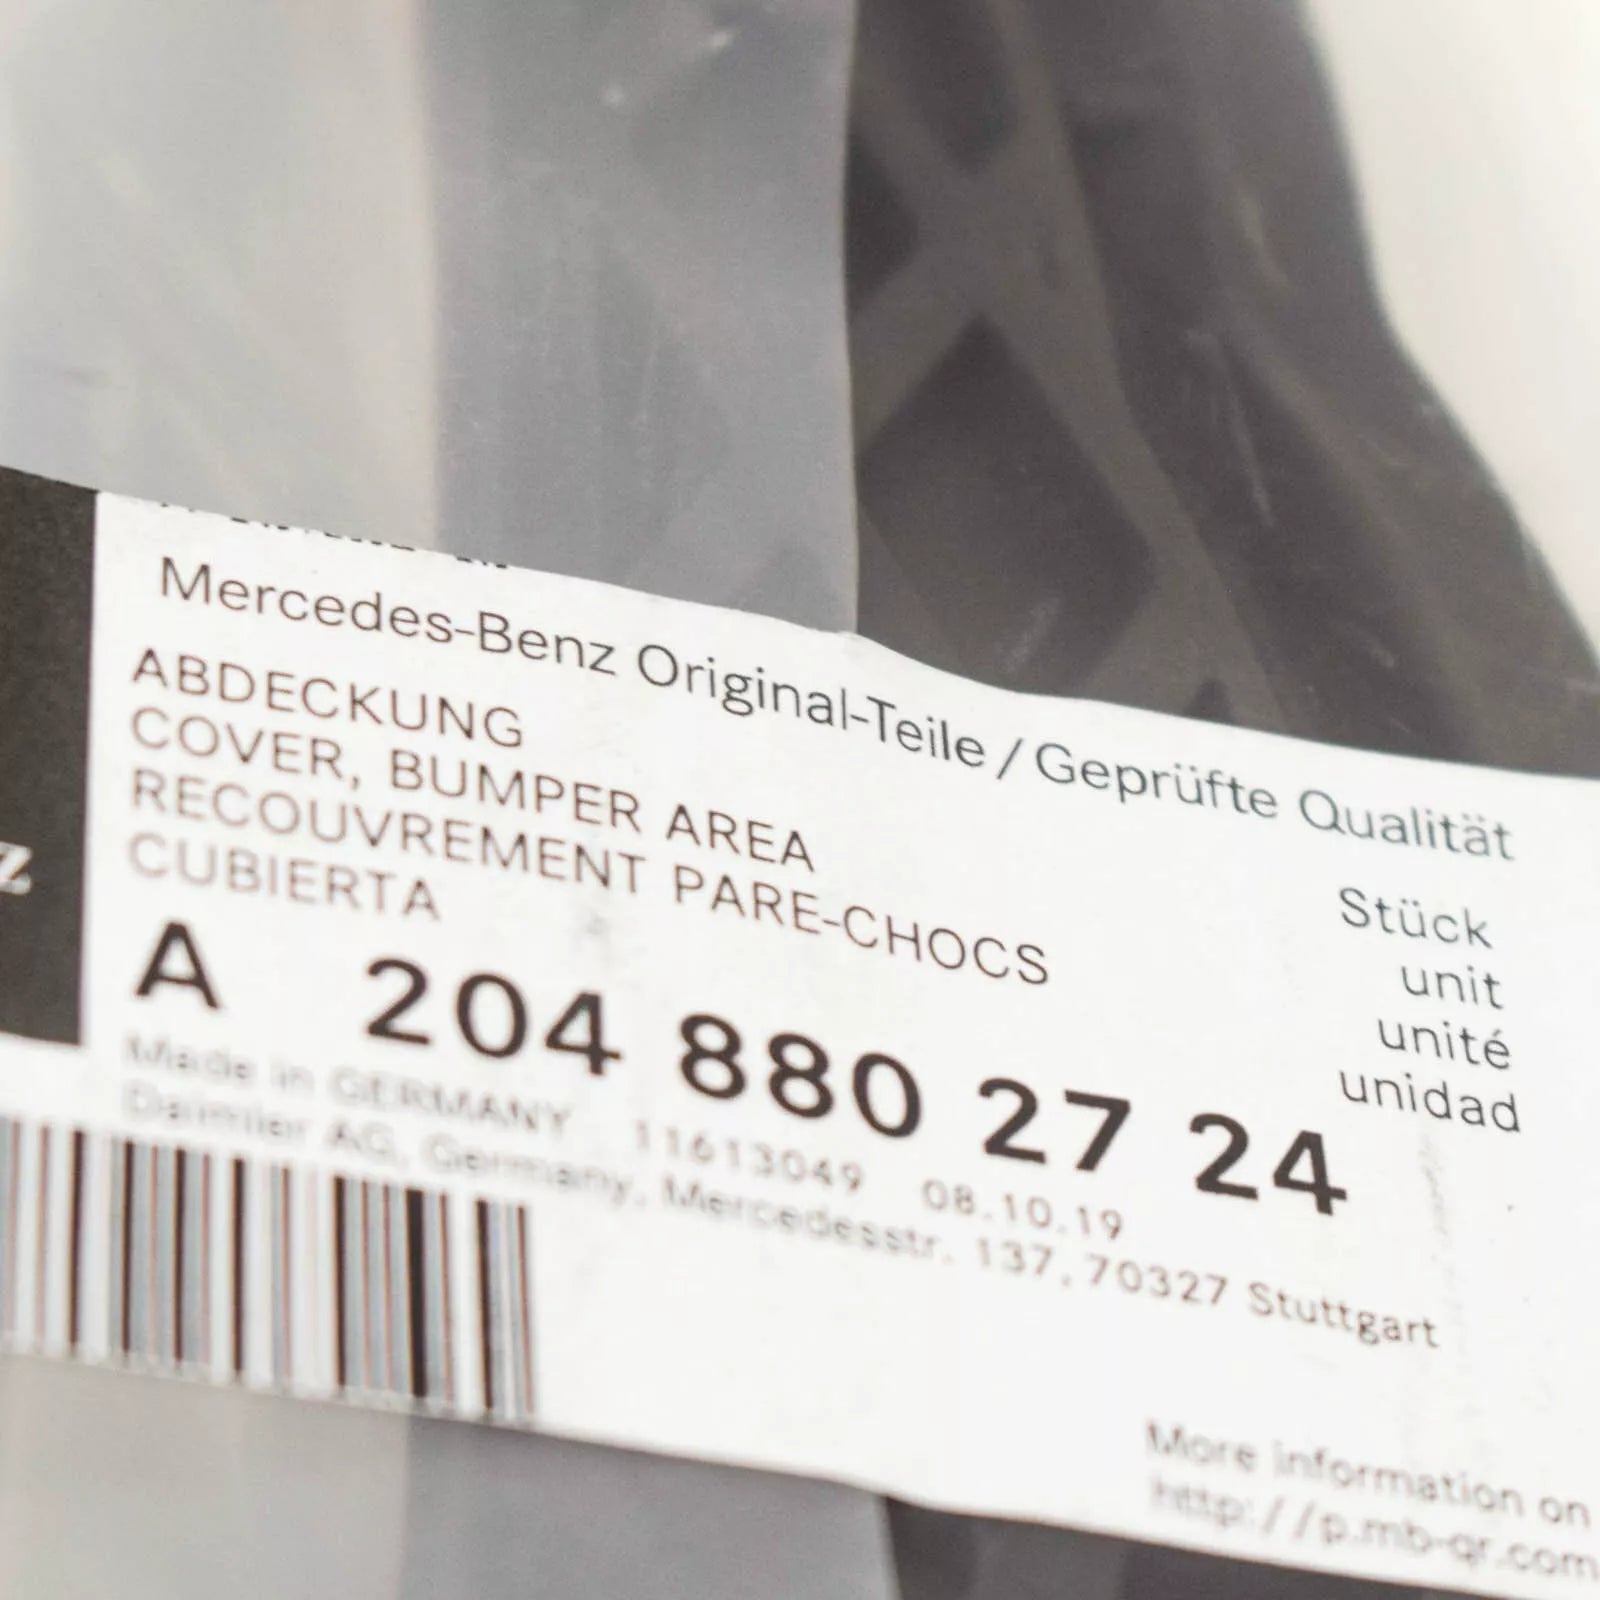 Mercedes-Benz Original-Teile / Geprüfte Qualität
ABDECKUNG
COVER, BUMPER AREA
RECOUVREMENT PARE-CHOCS
CUBIERTA
Stück
unit
unité
unidad
A 204 880 27 24
Made in GERMANY 11613049 08.10.19
Daimler AG, Germany, Mercedesstr. 137, 70327 Stuttgart
z
More information on
http://p.mb-qr.com